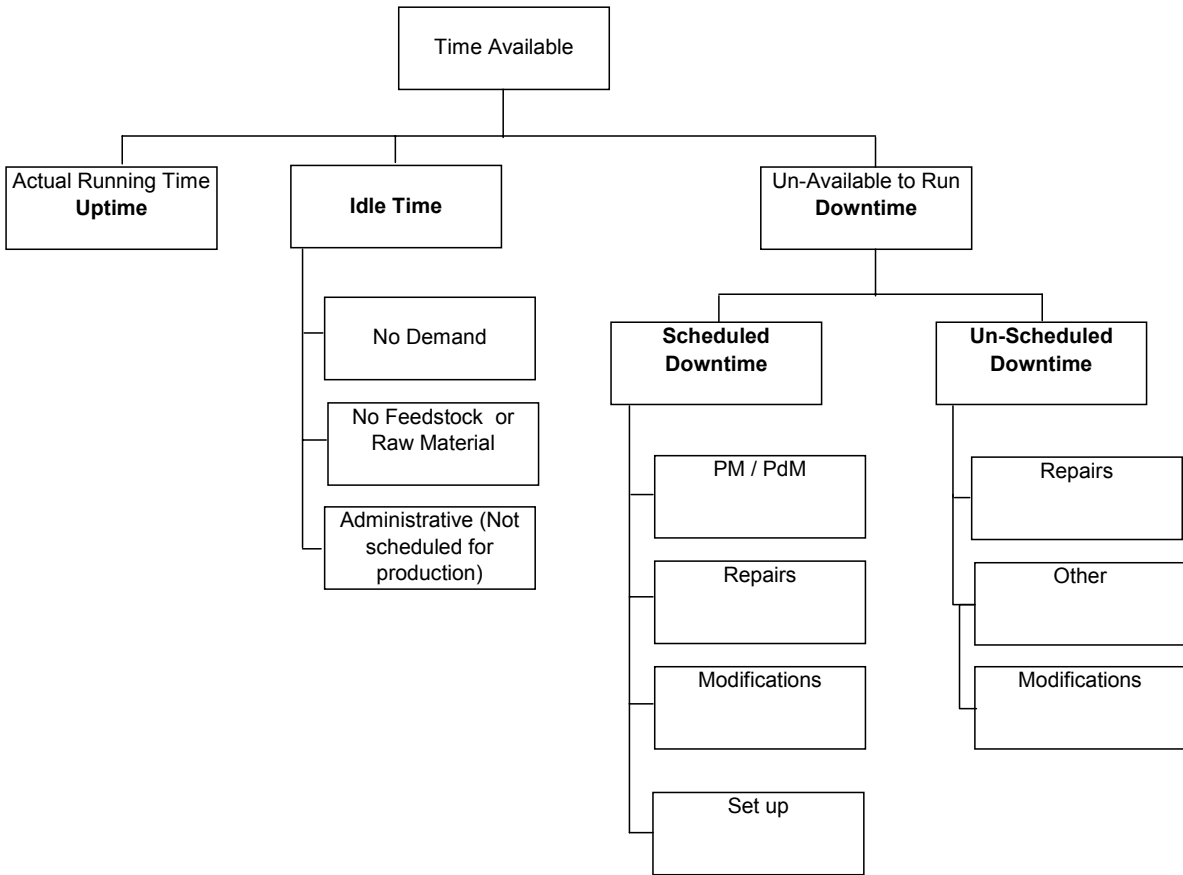 Time Available
Actual Running Time
Uptime
Idle Time
Un-Available to Run
Downtime
No Demand
No Feedstock or
Raw Material
Administrative (Not
scheduled for
production)
Scheduled
Downtime
PM / PdM
Repairs
Modifications
Set up
Un-Scheduled
Downtime
Repairs
Other
Modifications